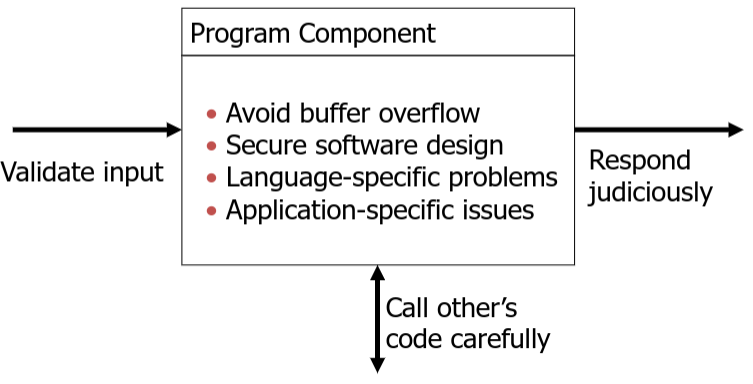 Program Component
• Avoid buffer overflow
• Secure software design
• Language-specific problems
• Application-specific issues
Validate input
Respond
judiciously
Call other’s
code carefully